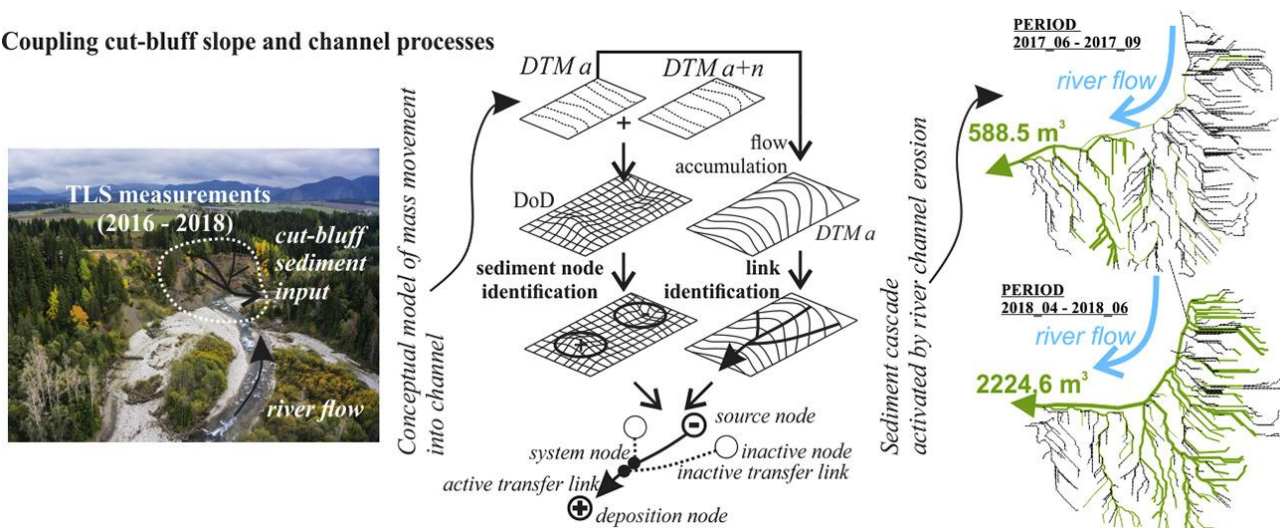 Coupling cut-bluff slope and channel processes
TLS measurements
(2016 - 2018)
cut-bluff
sediment
input
river flow
Conceptual model of mass movement
into channel
DTM a
DTM a+n
+
flow
accumulation
DoD
DTM a
sediment node
identification
link
identification
-
+
-
source node
system node
inactive node
inactive transfer link
active transfer link
+
deposition node
Sediment cascade
activated by river channel erosion
PERIOD
2017_06 - 2017_09
river flow
588.5 m³
PERIOD
2018_04 - 2018_06
river flow
2224.6 m³